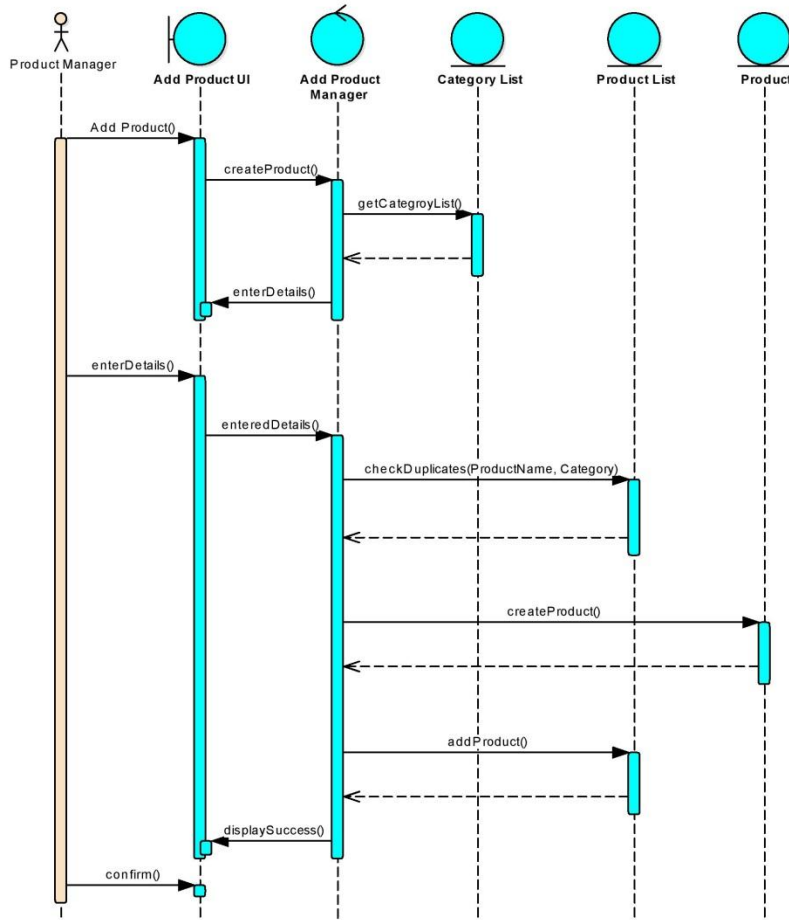 Product Manager
Add Product UI
Add Product
Manager
Category List
Product List
Product
Add Product()
createProduct()
getCategroyList()
enterDetails()
enterDetails()
enteredDetails()
checkDuplicates(ProductName, Category)
createProduct()
addProduct()
displaySuccess()
confirm()